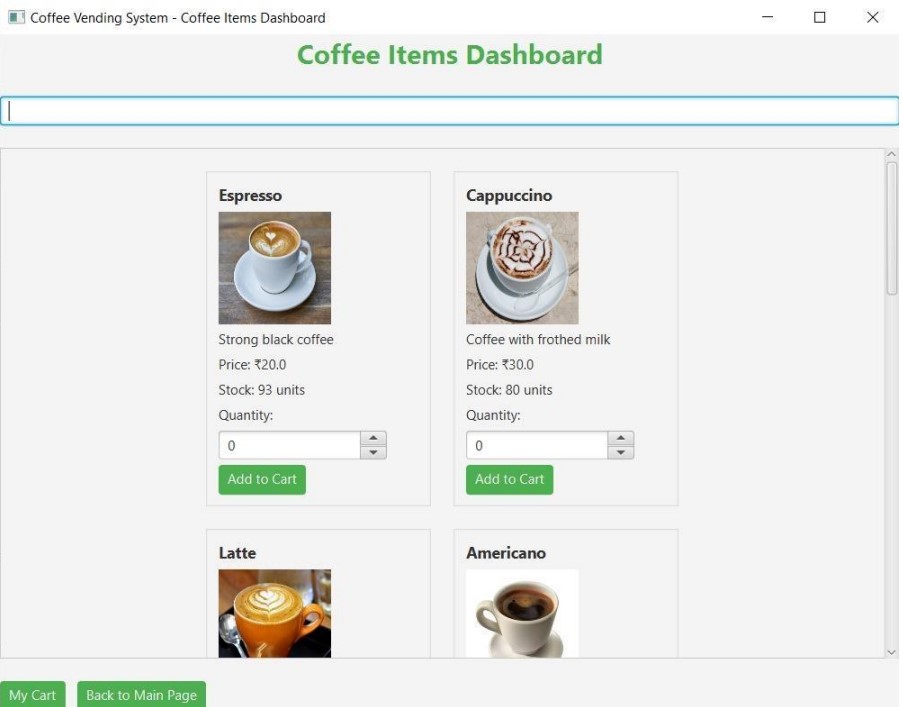 Coffee Vending System - Coffee Items Dashboard
Coffee Items Dashboard
Espresso
Strong black coffee
Price: ₹20.0
Stock: 93 units
Quantity:
0
Add to Cart
Cappuccino
Coffee with frothed milk
Price: ₹30.0
Stock: 80 units
Quantity:
0
Add to Cart
Latte
Americano
My Cart
Back to Main Page